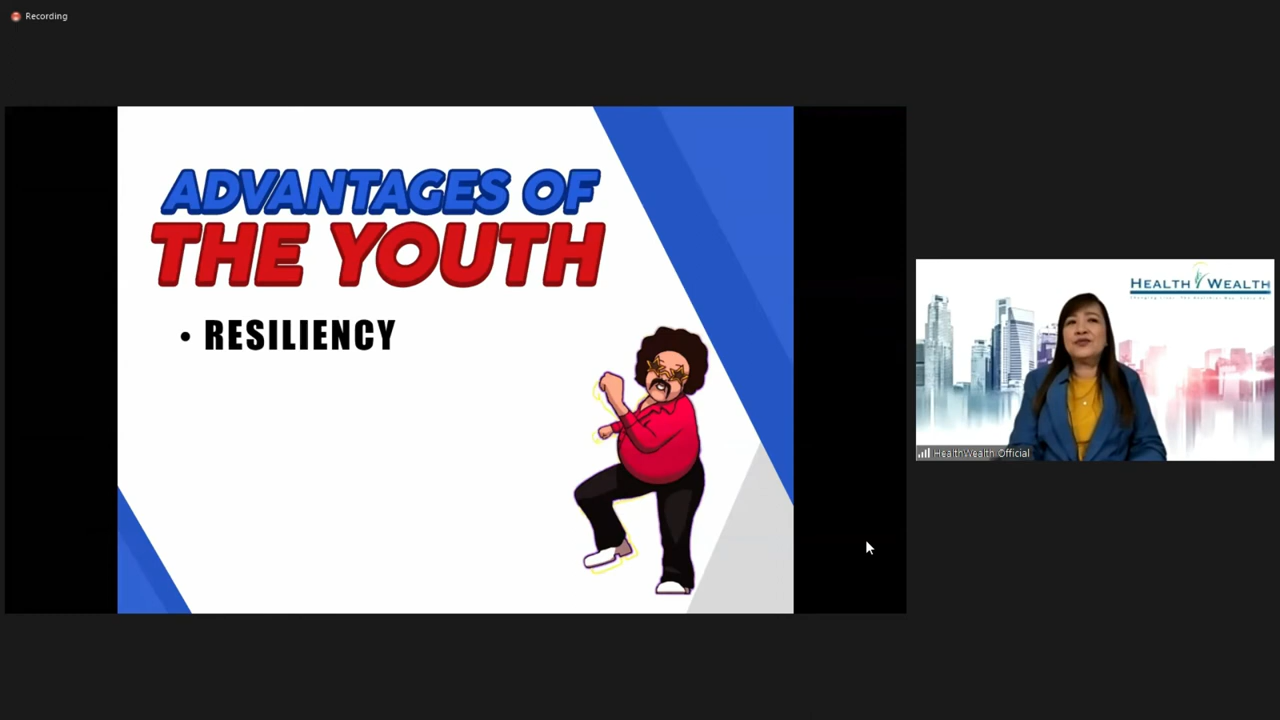 Recording
ADVANTAGES OF
THE YOUTH
• RESILIENCY
HEALTH WEALTH
HealthWealth Official